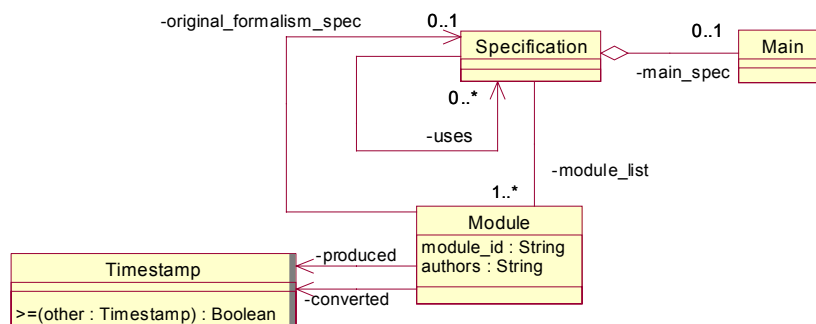 -original_formalism_spec
0..1
Specification
0..1
Main
-main_spec
0..*
-uses
-module_list
1..*
Module
module_id : String
authors : String
-produced
Timestamp
-converted
>=(other : Timestamp) : Boolean